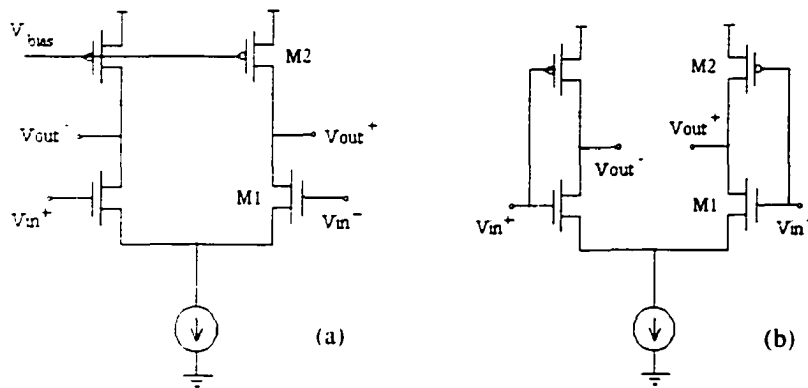 V bias
M2
Vout -
Vout +
Vin +
M1
Vin -
(a)
M2
Vout +
Vout -
M1
Vin +
Vin -
(b)